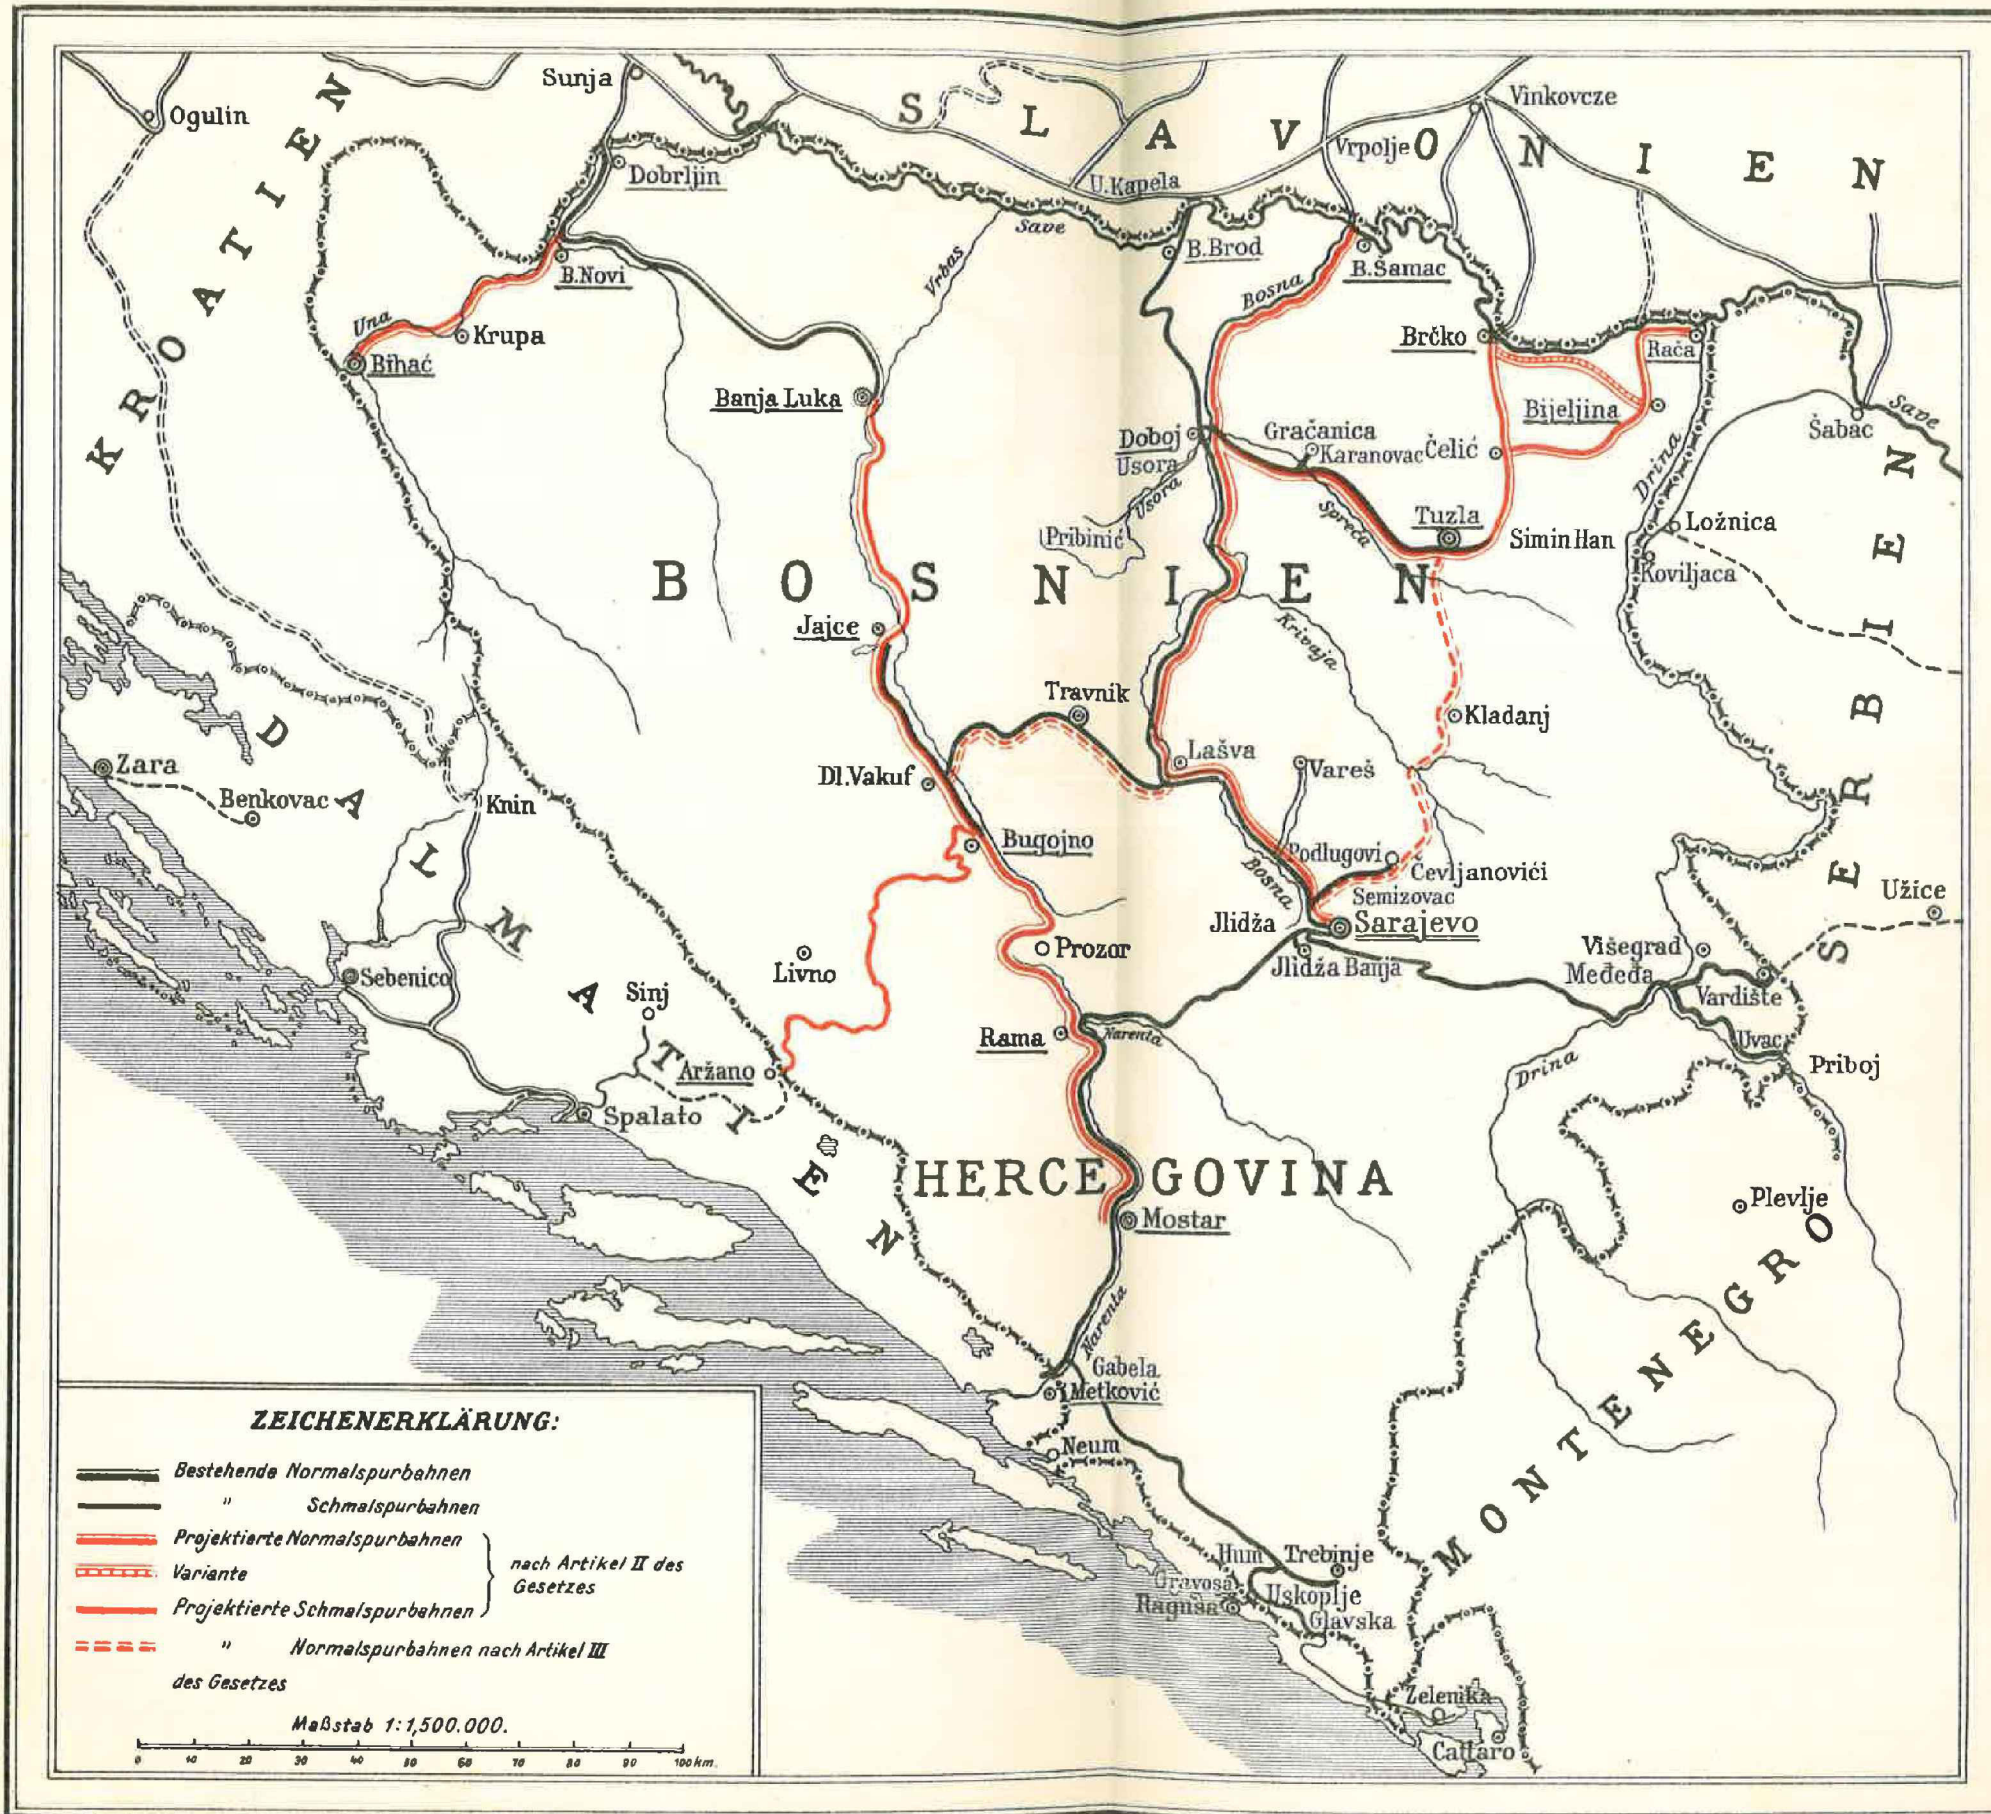 Ogulin
Sunja
Dobrljin
KROATIEN
SLAVONIEN
Vinkovcze
Vrpolje
U.Kapela
Save
Vrbas
B.Brod
B.Šamac
Bosna
B.Novi
Una
Krupa
Bihać
Banja Luka
Brčko
Rača
Bijeljina
Šabac
Save
Doboj
Usora
Usora
Gračanica
Karanovac
Čelić
Drina
Spreča
Tuzla
Simin Han
Ložnica
Koviljaca
Pribinić
BOSNIEN
SERBIEN
Krivaja
Jajce
Travnik
Kladanj
Lašva
Vareš
Dl.Vakuf
Zara
Benkovac
Knin
DALMATIEN
Bugojno
Podlugovi
Čevljanovići
Semizovac
Bosna
Jlidža
Sarajevo
Jlidža Banja
Užice
Višegrad
Međeđa
Vardište
Uvac
Priboj
Prozor
Livno
Sebenico
Sinj
Rama
Narenta
Aržano
Spalato
Drina
HERCEGOVINA
Mostar
Plevlje
MONTENEGRO
Narenta
Gabela
Metković
Neum
Hum
Trebinje
Gravosa
Uskoplje
Ragusa
Glavska
Zelenika
Cattaro
ZEICHENERKLÄRUNG:
Bestehende Normalspurbahnen
" Schmalspurbahnen
Projektierte Normalspurbahnen
Variante
nach Artikel II des
Gesetzes
Projektierte Schmalspurbahnen
" Normalspurbahnen nach Artikel III
des Gesetzes
Maßstab 1:1,500.000.
0 10 20 30 40 50 60 70 80 90 100 km.